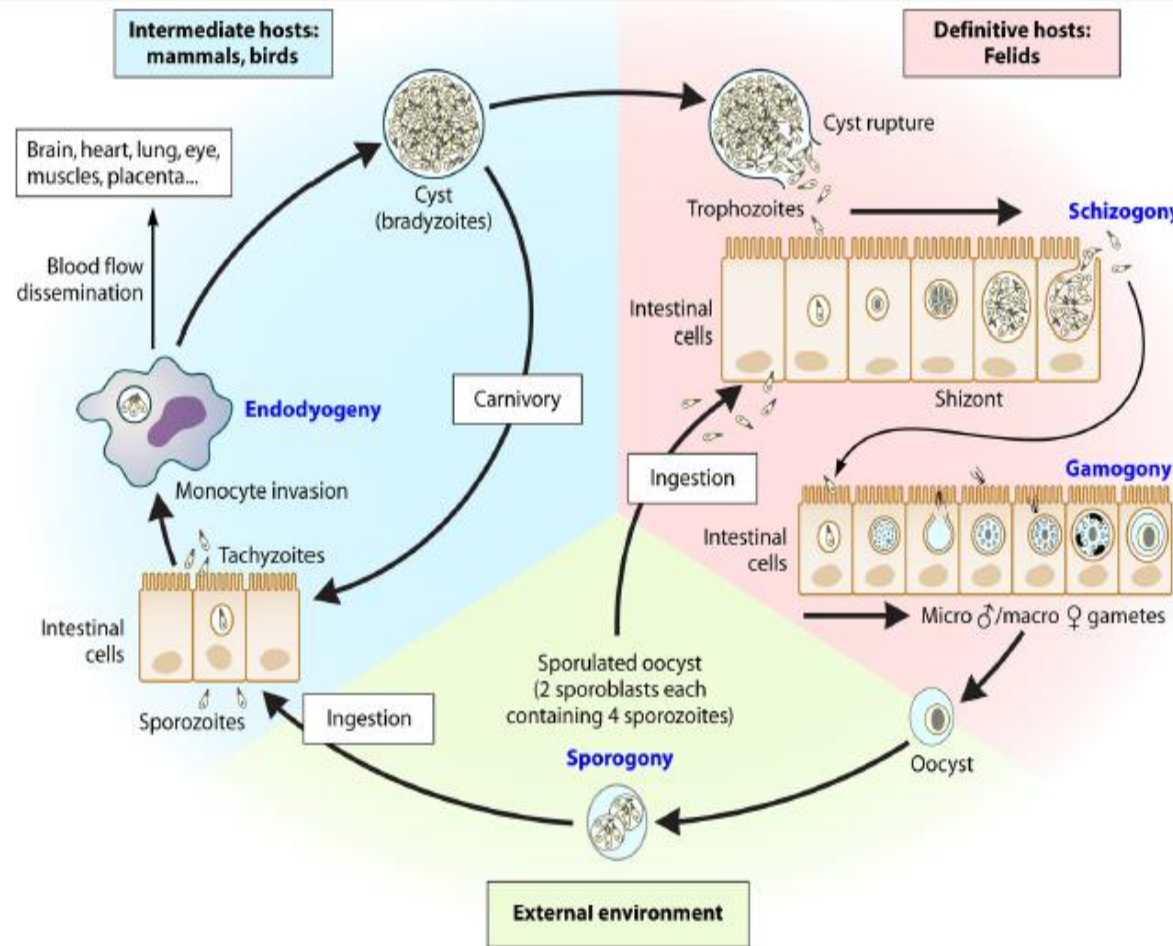 Intermediate hosts:
mammals, birds
Definitive hosts:
Felids
Brain, heart, lung, eye,
muscles, placenta...
Cyst
(bradyzoites)
Cyst rupture
Trophozoites
Schizogony
Blood flow
dissemination
Intestinal
cells
Shizont
Endodyogeny
Carnivory
Monocyte invasion
Ingestion
Gamogony
Tachyzoites
Intestinal
cells
Intestinal
cells
Micro ♂/macro ♀ gametes
Sporozoites
Ingestion
Sporulated oocyst
(2 sporoblasts each
containing 4 sporozoites)
Sporogony
Oocyst
External environment